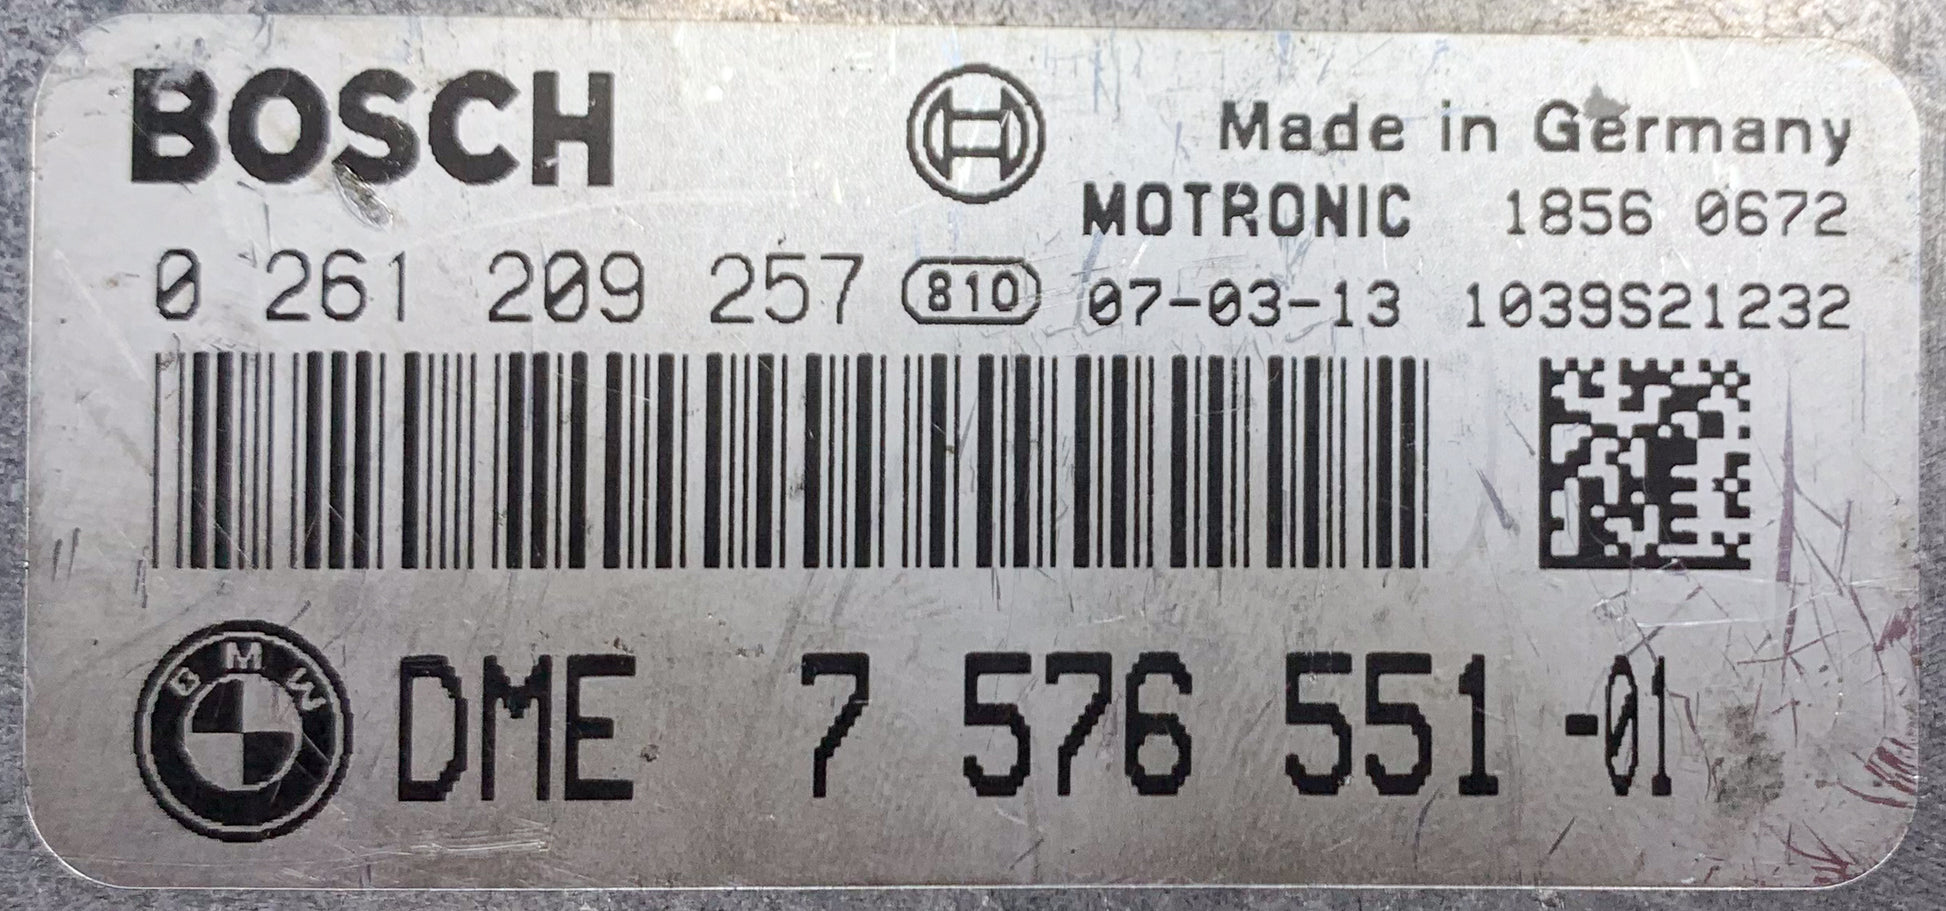 BOSCH
Made in Germany
MOTRONIC 1856 0672
0 261 209 257 810 07-03-13 1039S21232
BMW
DME 7 576 551 -01